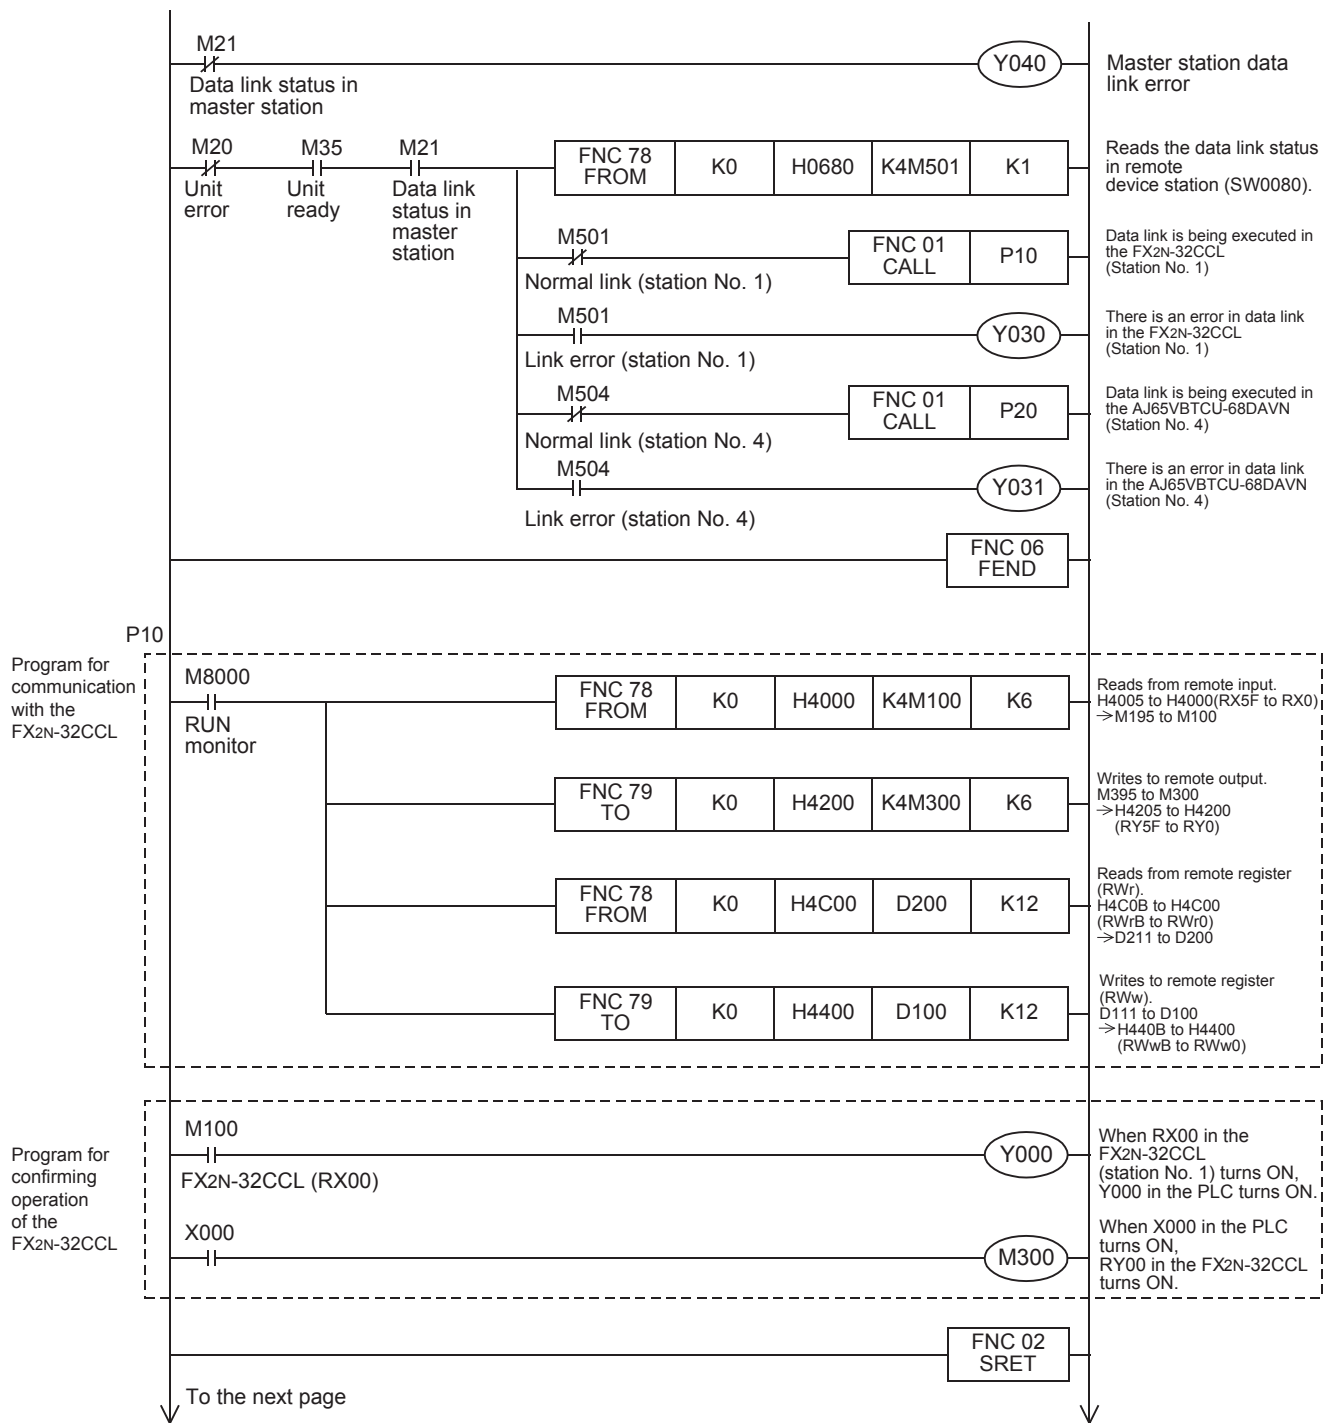 M21
Data link status in
master station
Y040
Master station data
link error
M20
Unit
error
M35
Unit
ready
M21
Data link
status in
master
station
FNC 78
FROM
K0
H0680
K4M501
K1
Reads the data link status
in remote
device station (SW0080).
M501
Normal link (station No. 1)
FNC 01
CALL
P10
Data link is being executed in
the FX2N-32CCL
(Station No. 1)
M501
Link error (station No. 1)
Y030
There is an error in data link
in the FX2N-32CCL
(Station No. 1)
M504
Normal link (station No. 4)
FNC 01
CALL
P20
Data link is being executed in
the AJ65VBTCU-68DAVN
(Station No. 4)
M504
Link error (station No. 4)
Y031
There is an error in data link
in the AJ65VBTCU-68DAVN
(Station No. 4)
FNC 06
FEND
P10
Program for
communication
with the
FX2N-32CCL
M8000
RUN
monitor
FNC 78
FROM
K0
H4000
K4M100
K6
Reads from remote input.
H4005 to H4000(RX5F to RX0)
→M195 to M100
FNC 79
TO
K0
H4200
K4M300
K6
Writes to remote output.
M395 to M300
→H4205 to H4200
(RY5F to RY0)
FNC 78
FROM
K0
H4C00
D200
K12
Reads from remote register
(RWr).
H4C0B to H4C00
(RWrB to RWr0)
→D211 to D200
FNC 79
TO
K0
H4400
D100
K12
Writes to remote register
(RWw).
D111 to D100
→H440B to H4400
(RWwB to RWw0)
Program for
confirming
operation
of the
FX2N-32CCL
M100
FX2N-32CCL (RX00)
Y000
When RX00 in the
FX2N-32CCL
(station No. 1) turns ON,
Y000 in the PLC turns ON.
X000
M300
When X000 in the PLC
turns ON,
RY00 in the FX2N-32CCL
turns ON.
FNC 02
SRET
To the next page